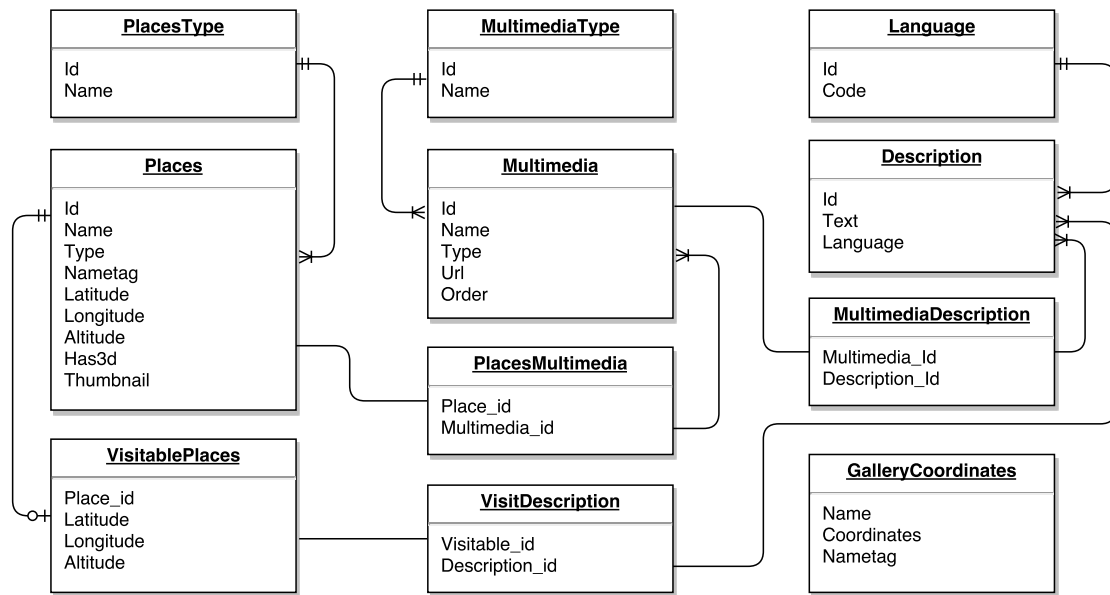 PlacesType
Id
Name
Places
Id
Name
Type
Nametag
Latitude
Longitude
Altitude
Has3d
Thumbnail
VisitablePlaces
Place_id
Latitude
Longitude
Altitude
MultimediaType
Id
Name
Multimedia
Id
Name
Type
Url
Order
PlacesMultimedia
Place_id
Multimedia_id
VisitDescription
Visitable_id
Description_id
Language
Id
Code
Description
Id
Text
Language
MultimediaDescription
Multimedia_Id
Description_Id
GalleryCoordinates
Name
Coordinates
Nametag